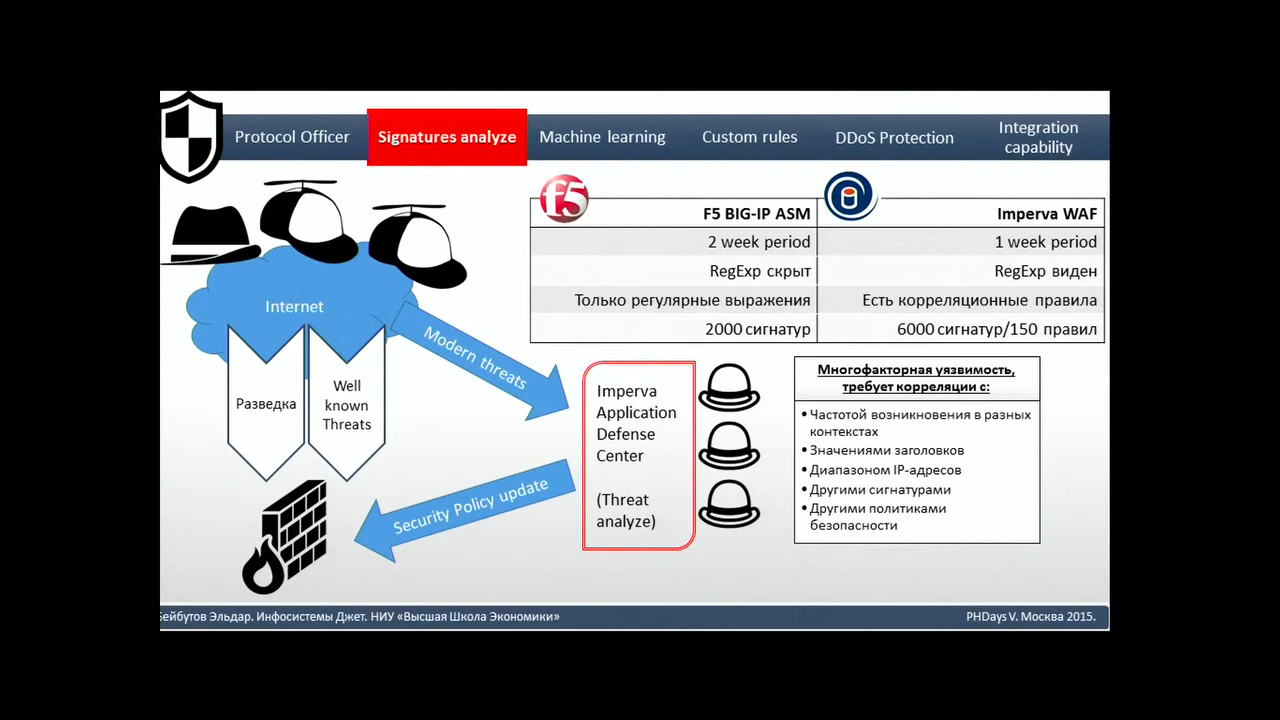 Protocol Officer
Signatures analyze
Machine learning
Custom rules
DDoS Protection
Integration
capability
f5
F5 BIG-IP ASM
Imperva WAF
2 week period
1 week period
RegExp скрыт
RegExp виден
Только регулярные выражения
Есть корреляционные правила
2000 сигнатур
6000 сигнатур/150 правил
Internet
Modern threats
Разведка
Well
known
Threats
Imperva
Application
Defense
Center
(Threat
analyze)
Security Policy update
Многофакторная уязвимость,
требует корреляции с:
• Частотой возникновения в разных
контекстах
• Значениями заголовков
• Диапазоном IP-адресов
• Другими сигнатурами
• Другими политиками
безопасности
Бейбутов Эльдар. Инфосистемы Джет. НИУ «Высшая Школа Экономики»
PHDays V. Москва 2015.